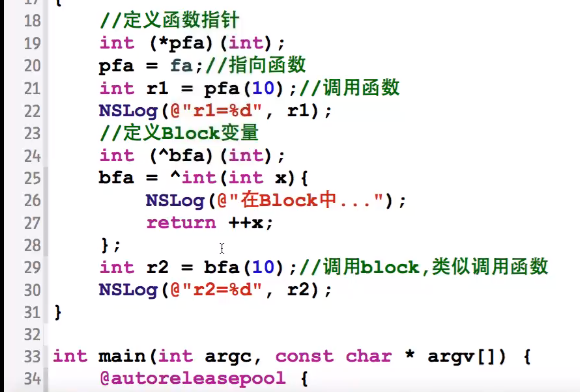 17 {
18 //定义函数指针
19 int (*pfa)(int);
20 pfa = fa;//指向函数
21 int r1 = pfa(10);//调用函数
22 NSLog(@"r1=%d", r1);
23 //定义Block变量
24 int (^bfa)(int);
25 bfa = ^int(int x){
26 NSLog(@"在Block中...");
27 return ++x;
28 };
29 int r2 = bfa(10);//调用block,类似调用函数
30 NSLog(@"r2=%d", r2);
31 }
32
33 int main(int argc, const char * argv[]) {
34 @autoreleasepool {